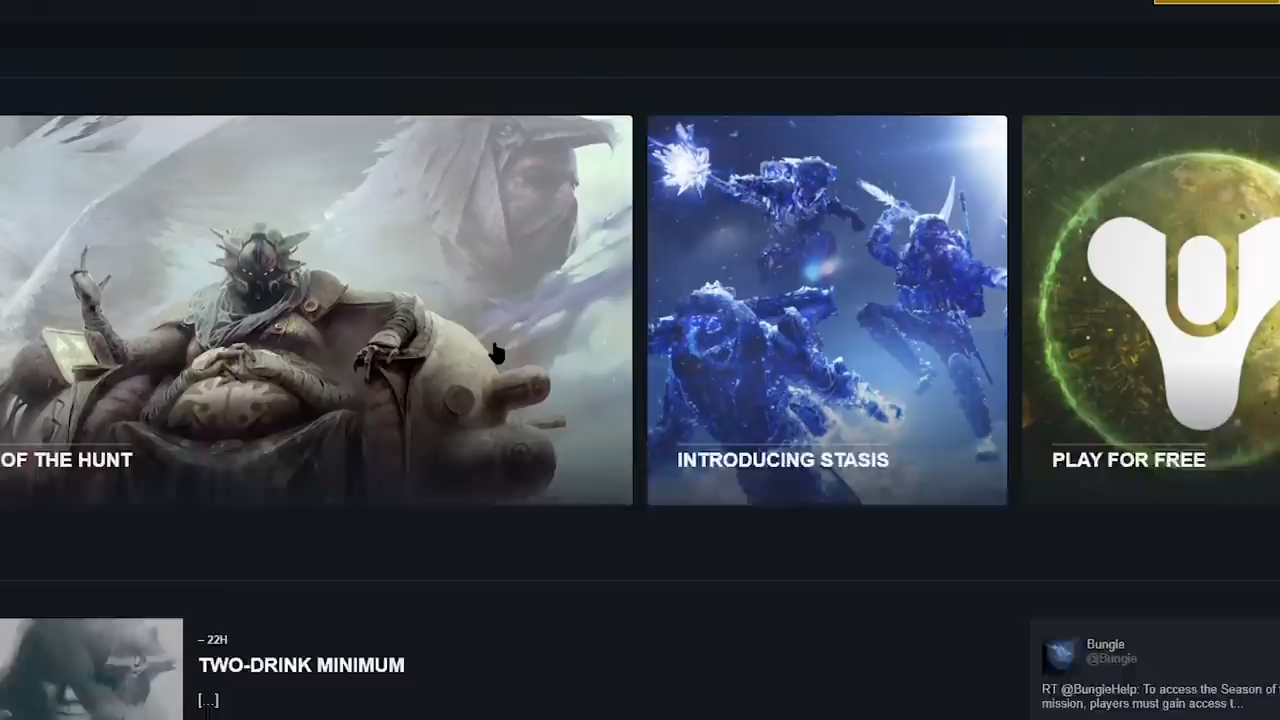 OF THE HUNT
INTRODUCING STASIS
PLAY FOR FREE
– 22H
TWO-DRINK MINIMUM
[...]
Bungie
@Bungie
RT @BungieHelp: To access the Season of
mission, players must gain access t...